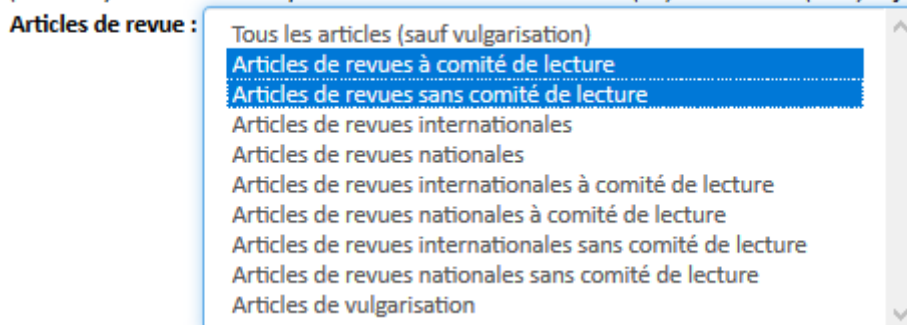 Articles de revue :
Tous les articles (sauf vulgarisation)
Articles de revues à comité de lecture
Articles de revues sans comité de lecture
Articles de revues internationales
Articles de revues nationales
Articles de revues internationales à comité de lecture
Articles de revues nationales à comité de lecture
Articles de revues internationales sans comité de lecture
Articles de revues nationales sans comité de lecture
Articles de vulgarisation